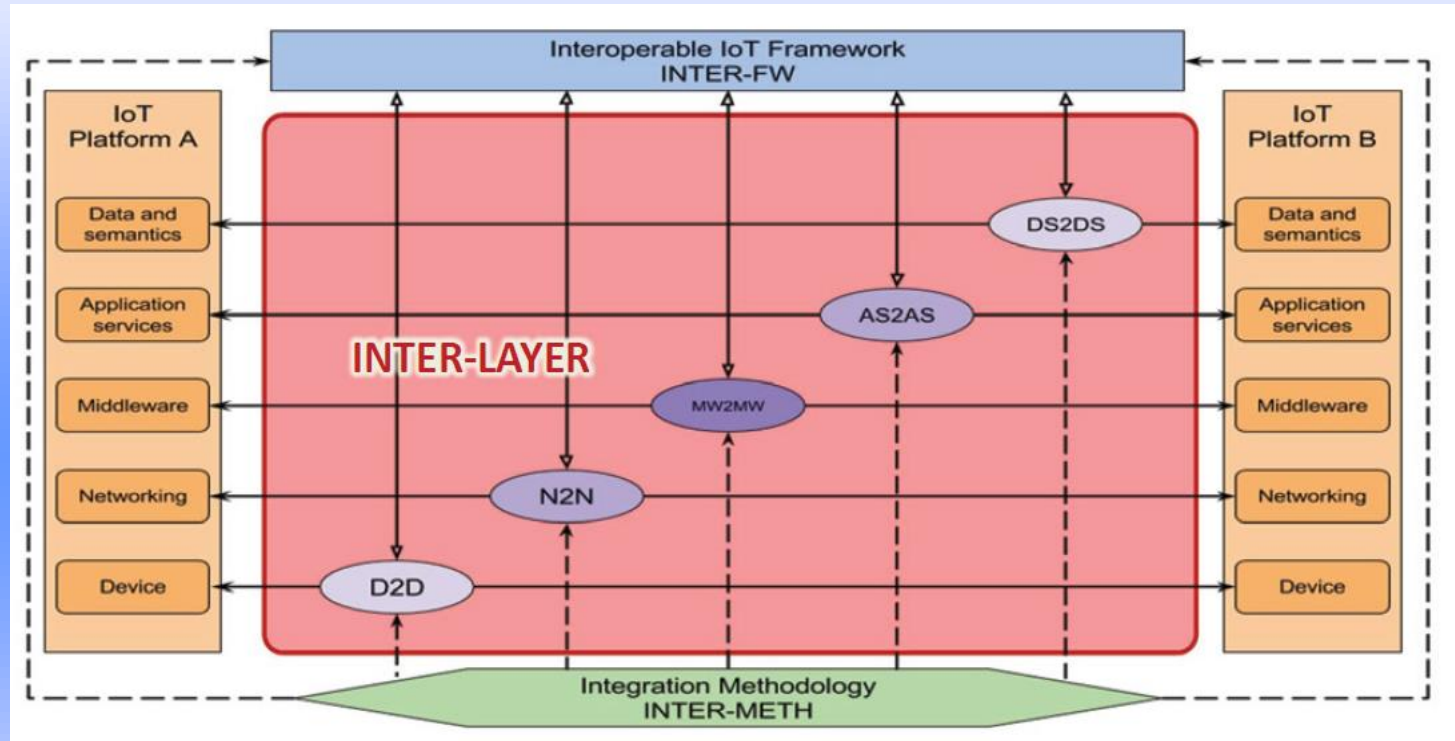 Interoperable IoT Framework
INTER-FW
IoT
Platform A
Data and
semantics
Application
services
Middleware
Networking
Device
INTER-LAYER
DS2DS
AS2AS
MW2MW
N2N
D2D
IoT
Platform B
Data and
semantics
Application
services
Middleware
Networking
Device
Integration Methodology
INTER-METH